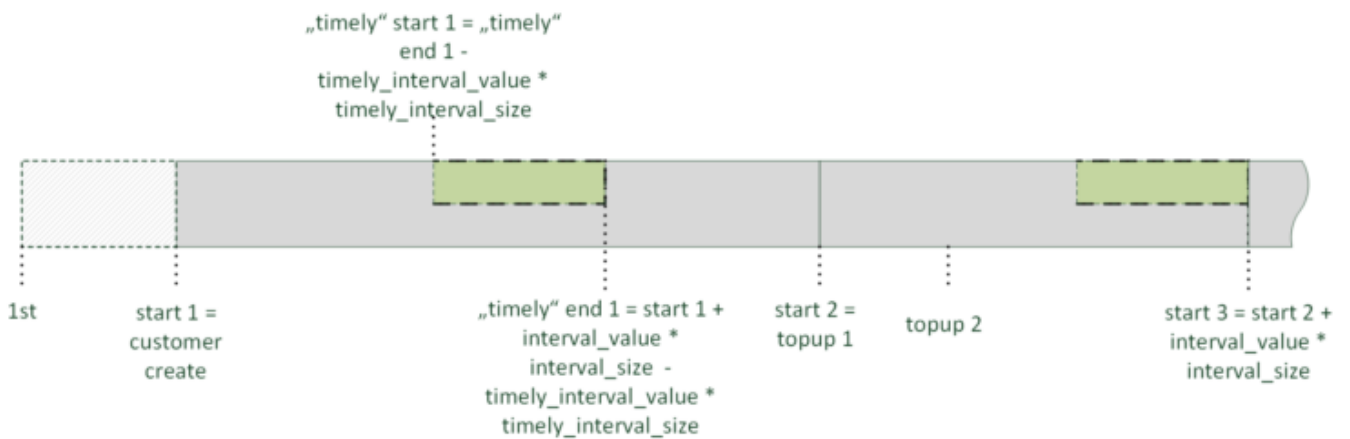 „timely“ start 1 = „timely“
end 1 -
timely_interval_value *
timely_interval_size
1st
start 1 =
customer
create
„timely“ end 1 = start 1 +
interval_value *
interval_size -
timely_interval_value *
timely_interval_size
start 2 =
topup 1
topup 2
start 3 = start 2 +
interval_value *
interval_size